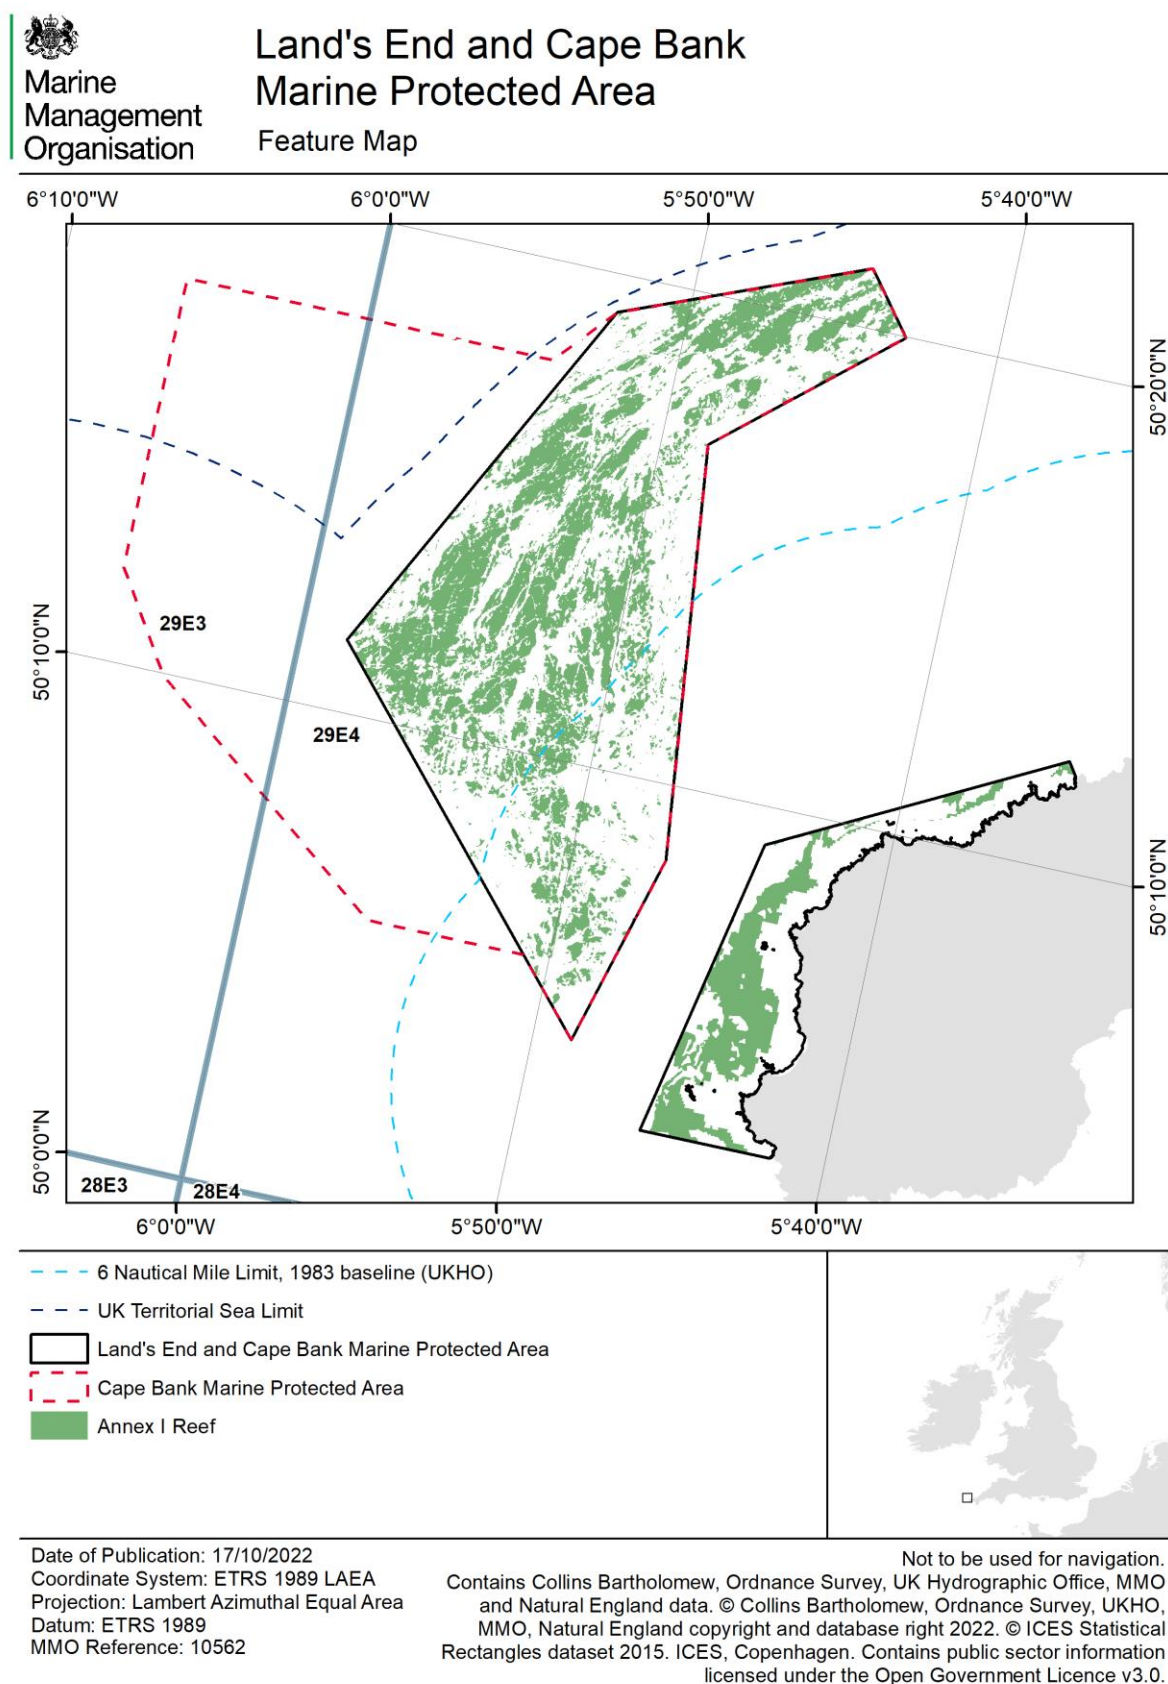 Marine
Management
Organisation
Land's End and Cape Bank
Marine Protected Area
Feature Map
6°10'0"W
6°0'0"W
5°50'0"W
5°40'0"W
50°20'0"N
50°10'0"N
29E3
29E4
50°10'0"N
50°0'0"N
28E3
28E4
6°0'0"W
5°50'0"W
5°40'0"W
6 Nautical Mile Limit, 1983 baseline (UKHO)
UK Territorial Sea Limit
Land's End and Cape Bank Marine Protected Area
Cape Bank Marine Protected Area
Annex I Reef
Date of Publication: 17/10/2022
Coordinate System: ETRS 1989 LAEA
Projection: Lambert Azimuthal Equal Area
Datum: ETRS 1989
MMO Reference: 10562
Not to be used for navigation.
Contains Collins Bartholomew, Ordnance Survey, UK Hydrographic Office, MMO
and Natural England data. © Collins Bartholomew, Ordnance Survey, UKHO,
MMO, Natural England copyright and database right 2022. © ICES Statistical
Rectangles dataset 2015. ICES, Copenhagen. Contains public sector information
licensed under the Open Government Licence v3.0.